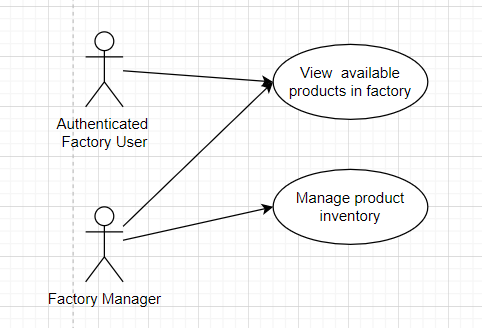 View available
products in factory
Authenticated
Factory User
Manage product
inventory
Factory Manager